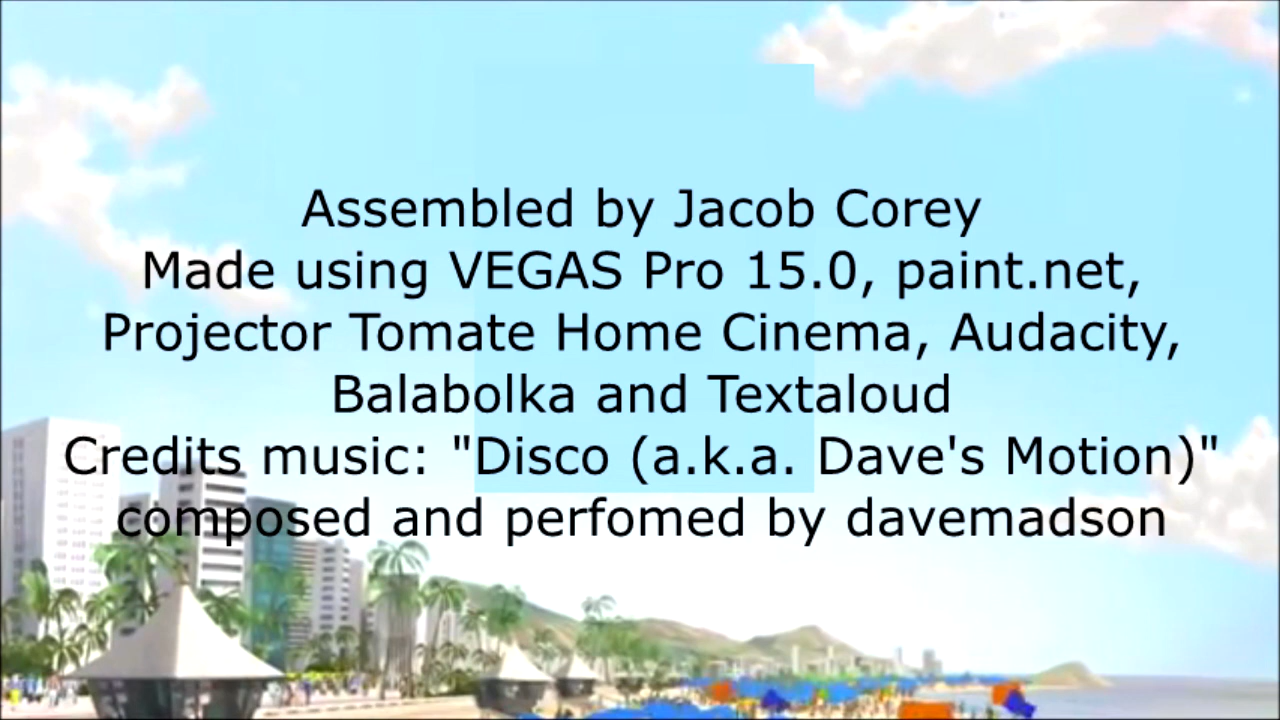 Assembled by Jacob Corey
Made using VEGAS Pro 15.0, paint.net,
Projector Tomate Home Cinema, Audacity,
Balabolka and Textaloud
Credits music: "Disco (a.k.a. Dave's Motion)"
composed and perfomed by davemadson